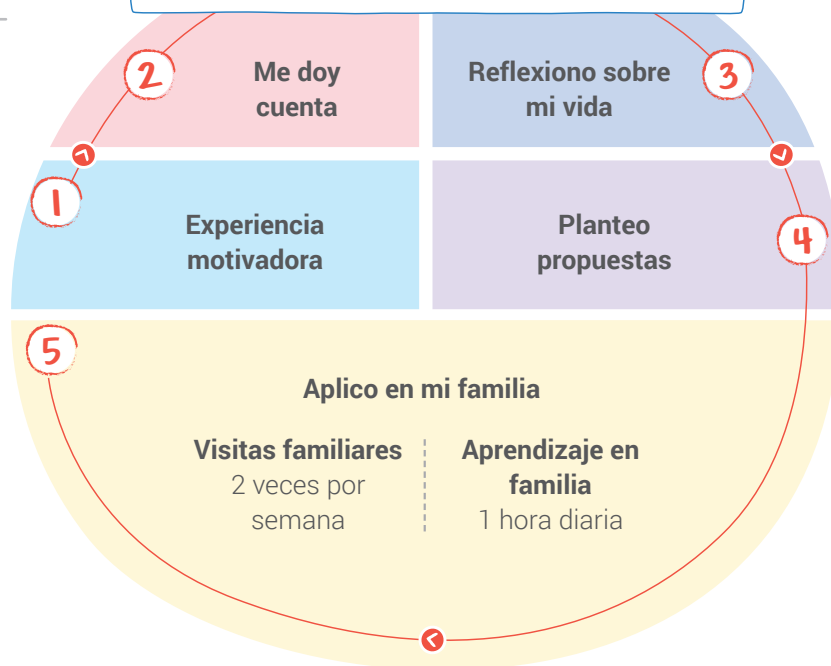 2
Me doy
cuenta
Reflexiono sobre
mi vida
3
1
Experiencia
motivadora
Planteo
propuestas
4
5
Aplico en mi familia
Visitas familiares
2 veces por
semana
Aprendizaje en
familia
1 hora diaria